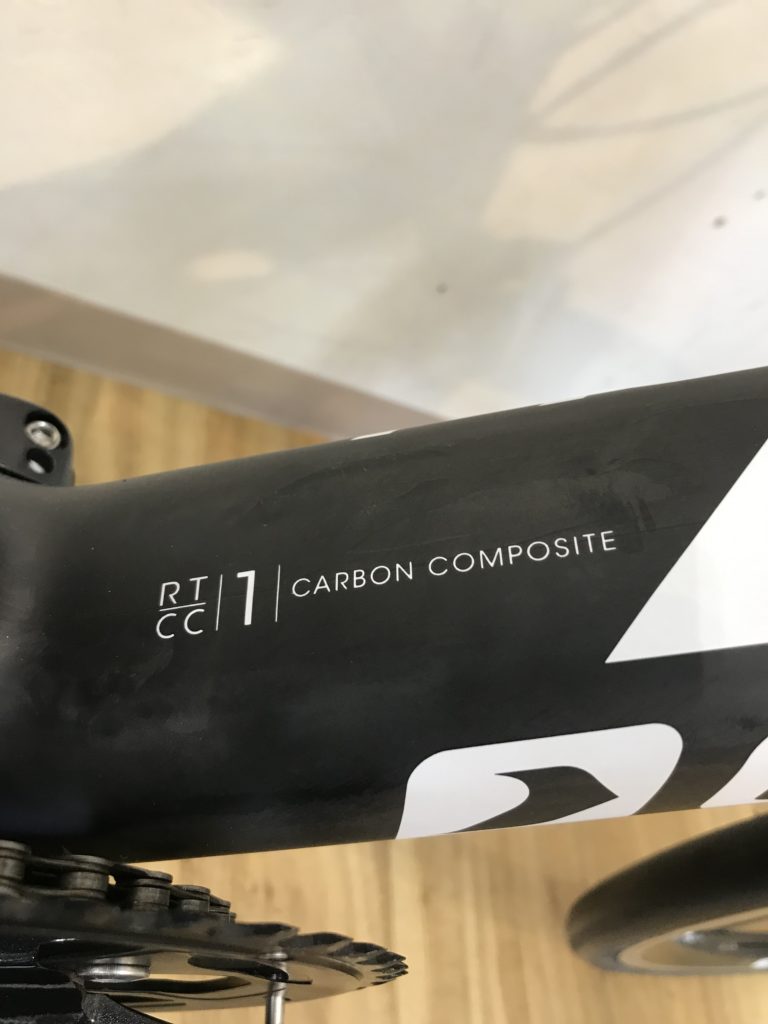 RT
CC | 1 | CARBON COMPOSITE